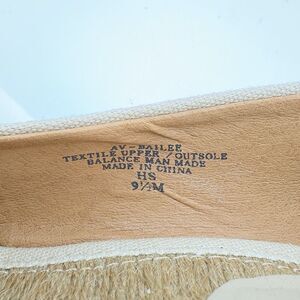 AV-BAILEE
TEXTILE UPPER/OUTSOLE
BALANCE MAN MADE
MADE IN CHINA
HS
9½M